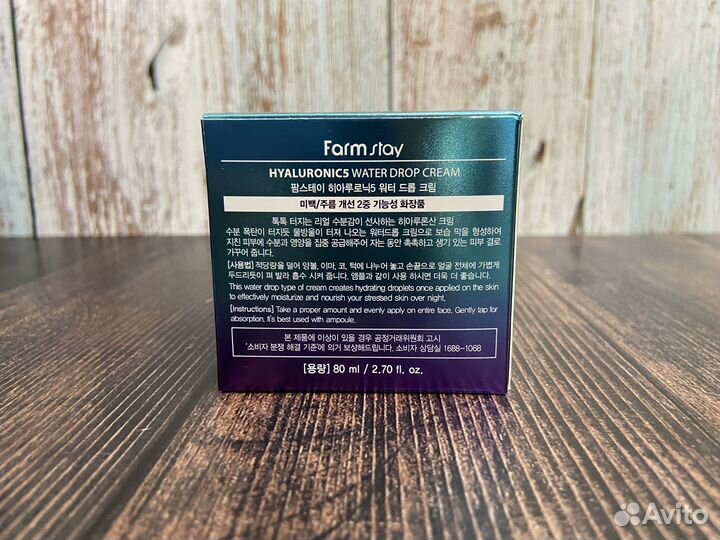 Farmstay
HYALURONIC5 WATER DROP CREAM
팜스테이 히아루로닉5 워터 드롭 크림
미백/주름 개선 2중 기능성 화장품
톡톡 터지는 리얼 수분감이 선사하는 히아루론산 크림
수분 폭탄이 터지듯 물방울이 터져 나오는 워터드롭 크림으로 보습 막을 형성하여
지친 피부에 수분과 영양을 집중 공급해주어 자는 동안 촉촉하고 생기 있는 피부 결로
가꾸어 줍니다.
[사용법] 적당량을 덜어 양볼, 이마, 코, 턱에 나누어 놓고 손끝으로 얼굴 전체에 가볍게
두드리듯이 펴 발라 흡수 시켜 줍니다. 앰플과 같이 사용 하시면 더욱 더 좋습니다.
This water drop type of cream creates hydrating droplets once applied on the skin
to effectively moisturize and nourish your stressed skin over night.
[Instructions] Take a proper amount and evenly apply on entire face. Gently tap for
absorption. It's best used with ampoule.
본 제품에 이상이 있을 경우 공정거래위원회 고시
'소비자 분쟁 해결 기준'에 의거 보상해드립니다. 소비자 상담실 1688-1068
[용량] 80 ml / 2.70 fl. oz.
Avito